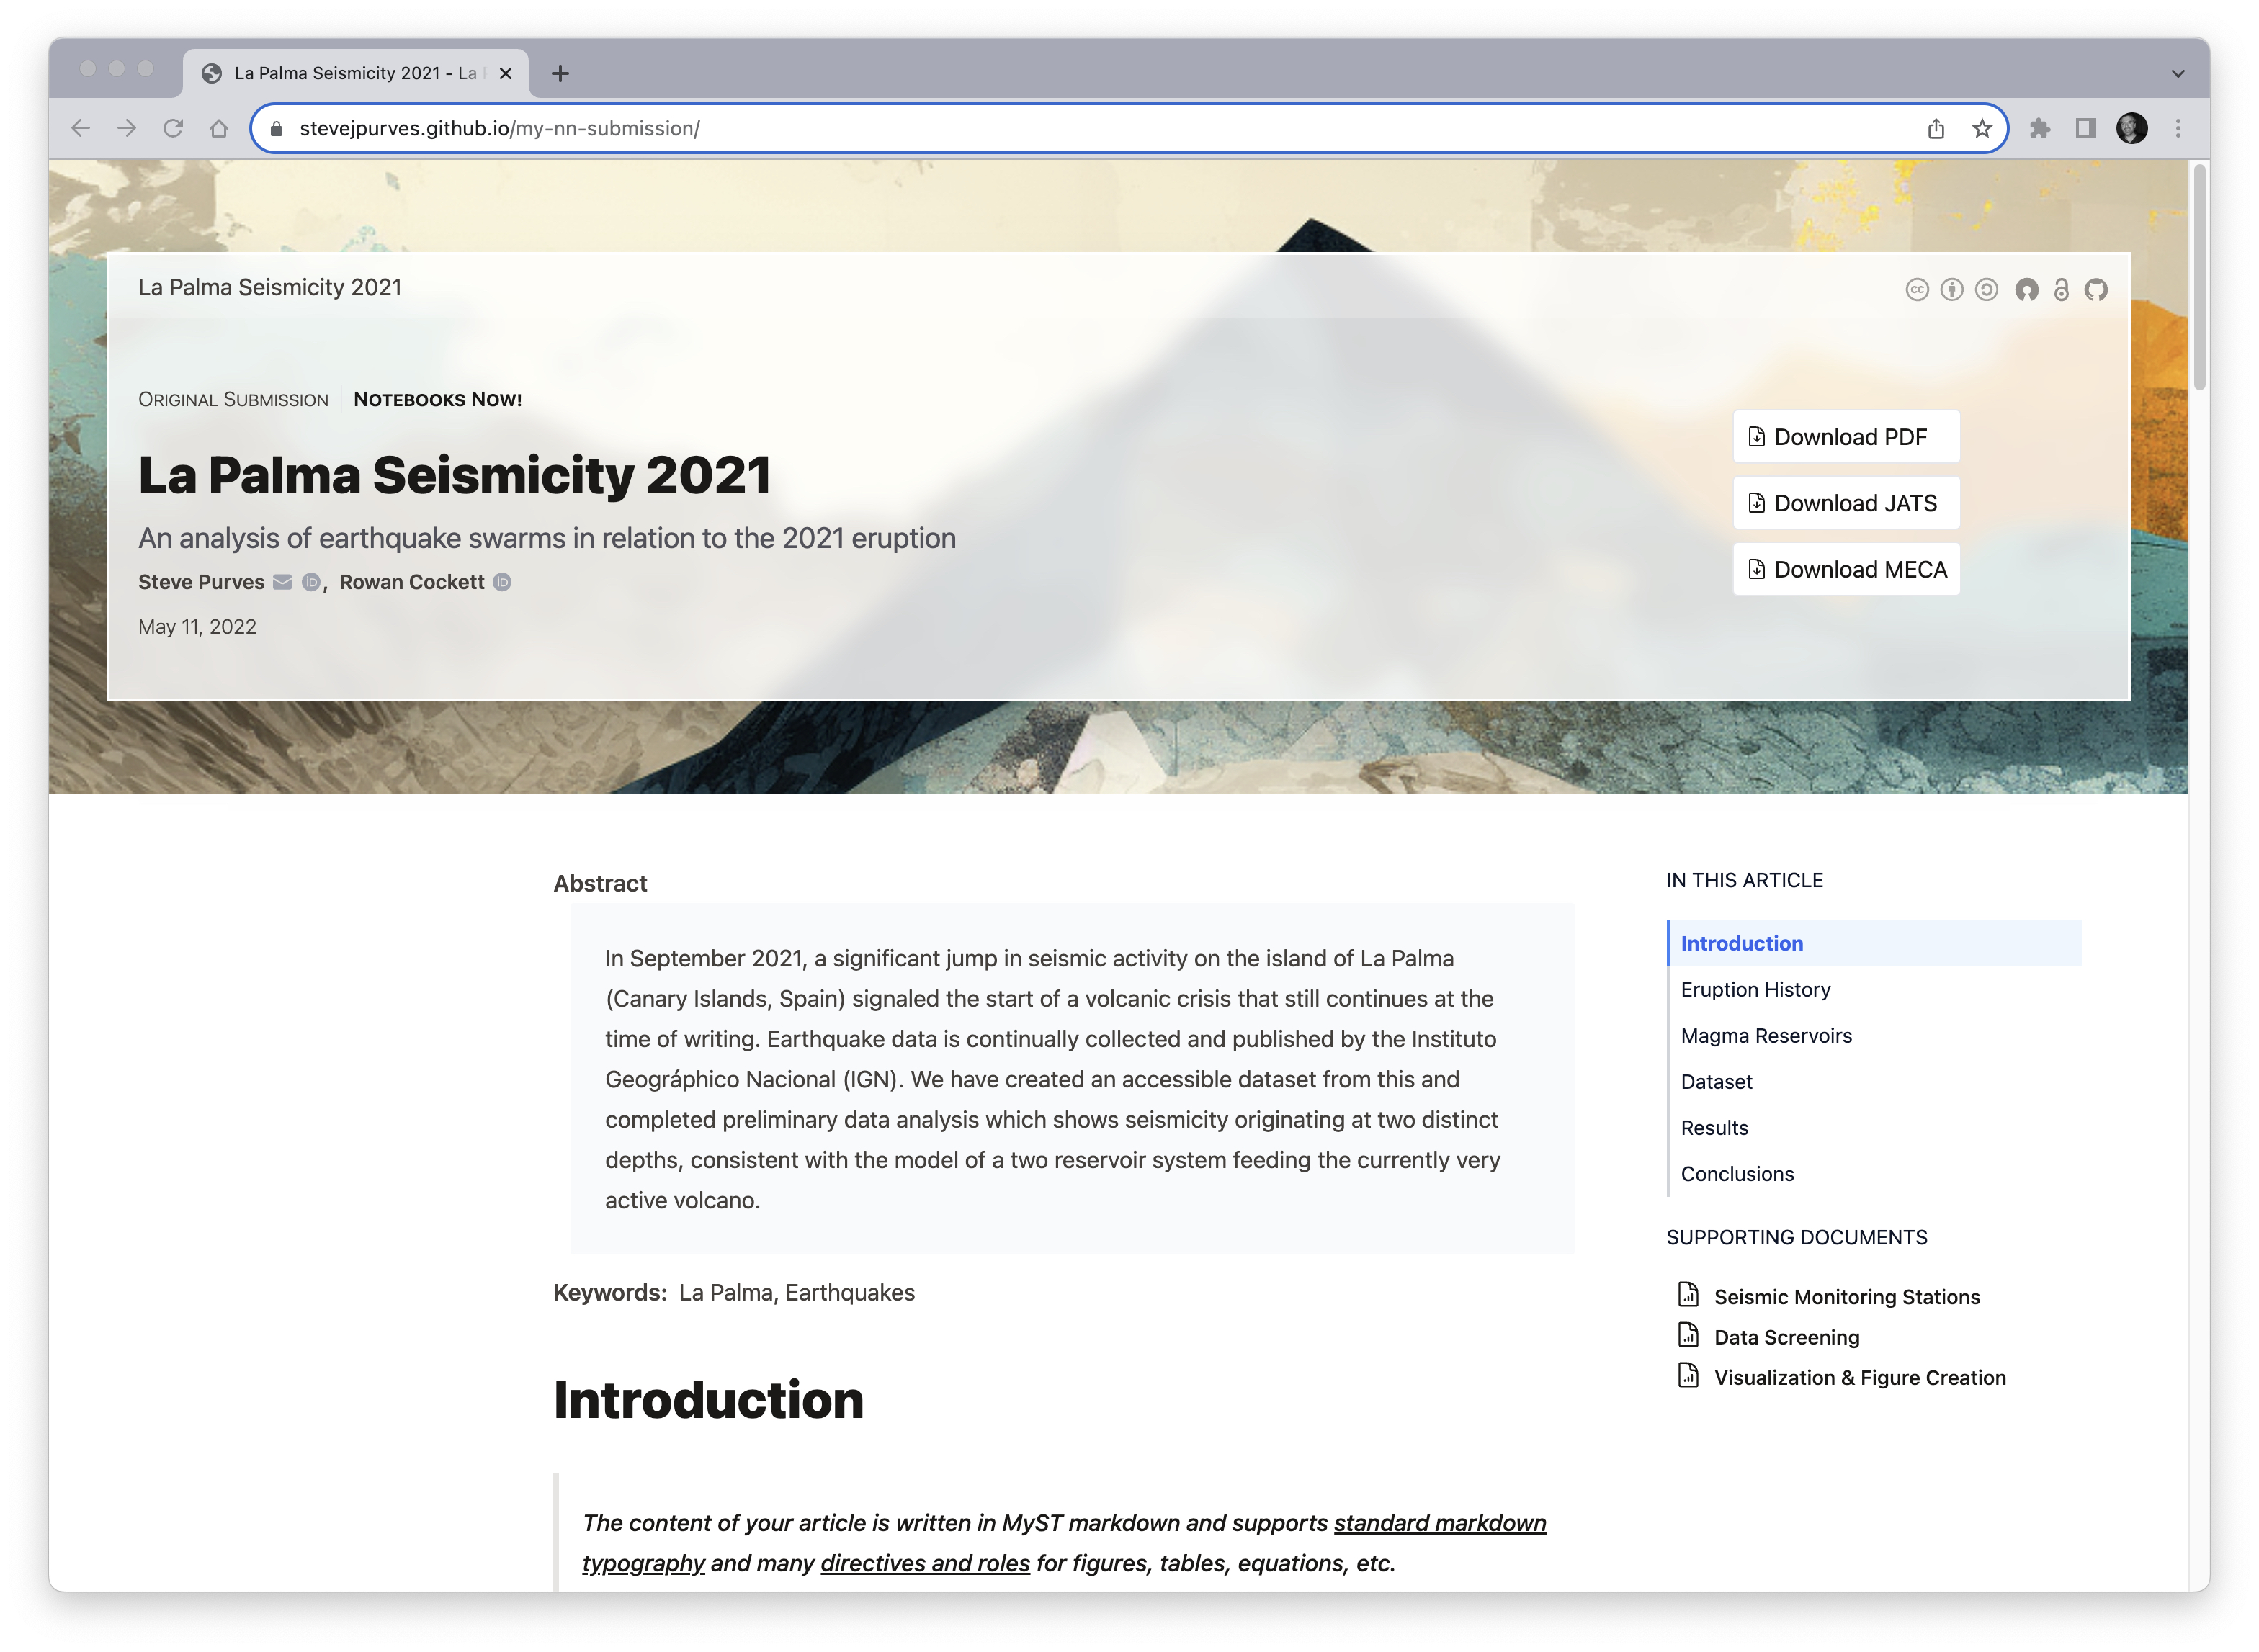 La Palma Seismicity 2021 - La
stevejpurves.github.io/my-nn-submission/
La Palma Seismicity 2021
ORIGINAL SUBMISSION NOTEBOOKS NOW!
La Palma Seismicity 2021
An analysis of earthquake swarms in relation to the 2021 eruption
Steve Purves, Rowan Cockett
May 11, 2022
Download PDF
Download JATS
Download MECA
Abstract
In September 2021, a significant jump in seismic activity on the island of La Palma
(Canary Islands, Spain) signaled the start of a volcanic crisis that still continues at the
time of writing. Earthquake data is continually collected and published by the Instituto
Geográphico Nacional (IGN). We have created an accessible dataset from this and
completed preliminary data analysis which shows seismicity originating at two distinct
depths, consistent with the model of a two reservoir system feeding the currently very
active volcano.
Keywords: La Palma, Earthquakes
Introduction
The content of your article is written in MyST markdown and supports standard markdown
typography and many directives and roles for figures, tables, equations, etc.
IN THIS ARTICLE
Introduction
Eruption History
Magma Reservoirs
Dataset
Results
Conclusions
SUPPORTING DOCUMENTS
Seismic Monitoring Stations
Data Screening
Visualization & Figure Creation